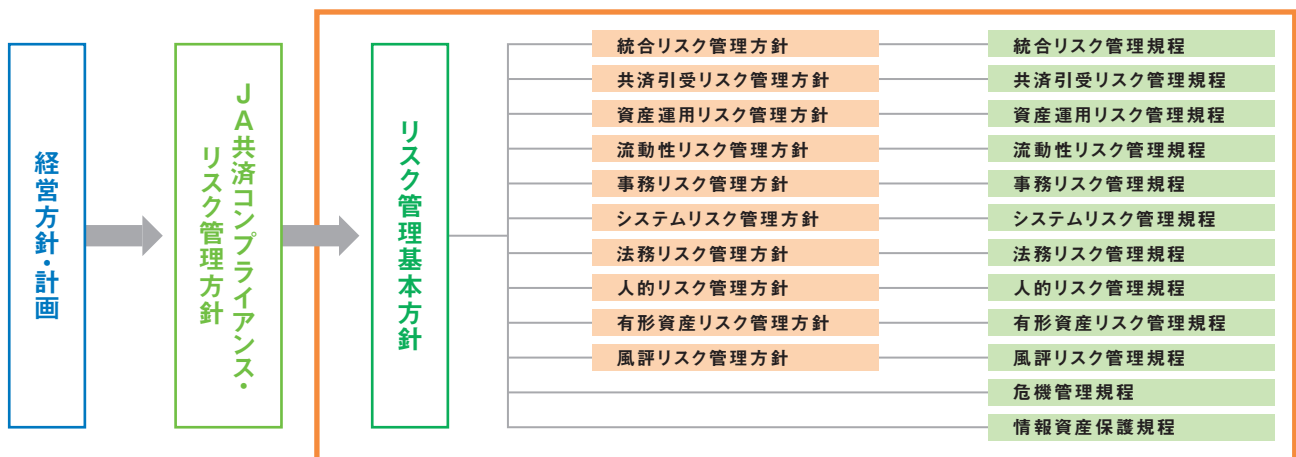 経営方針・計画
JA共済コンプライアンス・
リスク管理方針
リスク管理基本方針
統合リスク管理方針
統合リスク管理規程
共済引受リスク管理方針
共済引受リスク管理規程
資産運用リスク管理方針
資産運用リスク管理規程
流動性リスク管理方針
流動性リスク管理規程
事務リスク管理方針
事務リスク管理規程
システムリスク管理方針
システムリスク管理規程
法務リスク管理方針
法務リスク管理規程
人的リスク管理方針
人的リスク管理規程
有形資産リスク管理方針
有形資産リスク管理規程
風評リスク管理方針
風評リスク管理規程
危機管理規程
情報資産保護規程